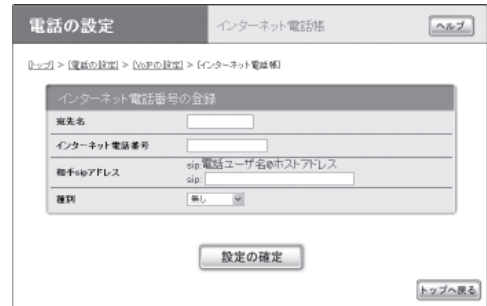 電話の設定
インターネット電話帳
ヘルプ
[トップ] > [電話の設定] > [VoIPの設定] > [インターネット電話帳]
インターネット電話番号の登録
宛先名
インターネット電話番号
相手sipアドレス
sip:電話ユーザ名@ホストアドレス
sip:
種別
無し
設定の確定
トップへ戻る